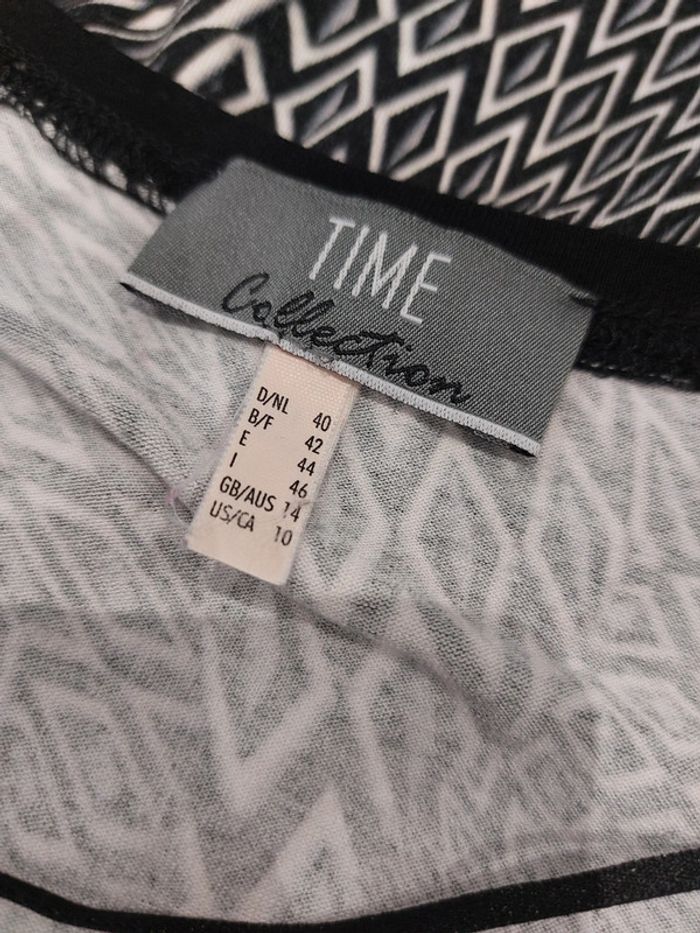 TIME
Collection
D/NL 40
B/F 42
E 44
I 46
GB/AUS 14
US/CA 10